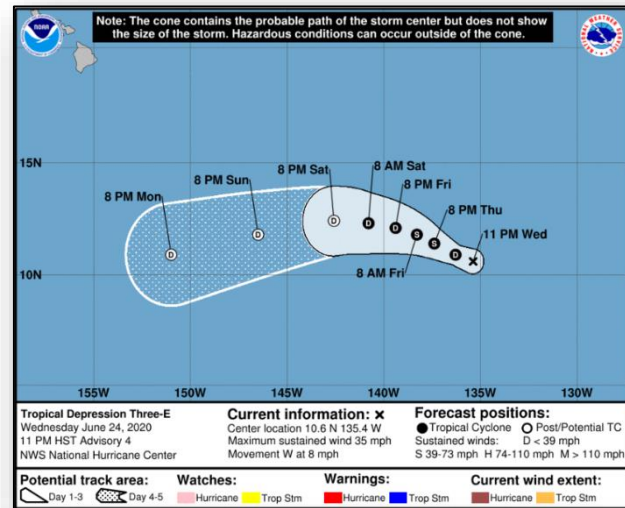 Note: The cone contains the probable path of the storm center but does not show
the size of the storm. Hazardous conditions can occur outside of the cone.
NOAA
15N
10N
8 PM Mon
8 PM Sun
8 PM Sat
8 AM Sat
8 PM Fri
8 PM Thu
11 PM Wed
8 AM Fri
D
D
D
D
D
S
S
D
155W
150W
145W
140W
135W
130W
Tropical Depression Three-E
Wednesday June 24, 2020
11 PM HST Advisory 4
NWS National Hurricane Center
Current information: ×
Center location 10.6 N 135.4 W
Maximum sustained wind 35 mph
Movement W at 8 mph
Forecast positions:
● Tropical Cyclone ○ Post/Potential TC
Sustained winds: D < 39 mph
S 39-73 mph H 74-110 mph M > 110 mph
Potential track area:
Day 1-3 Day 4-5
Watches:
Hurricane Trop Stm
Warnings:
Hurricane Trop Stm
Current wind extent:
Hurricane Trop Stm